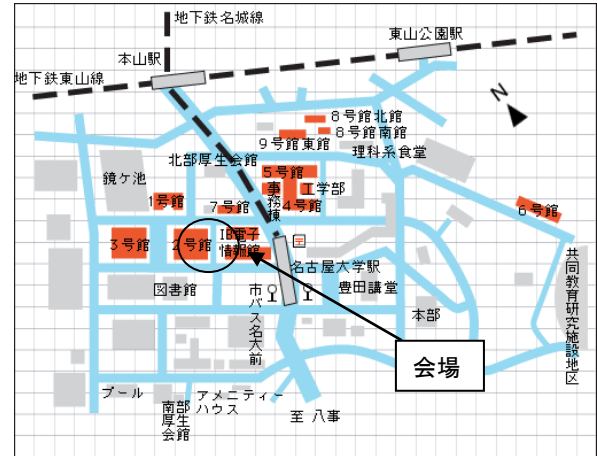 地下鉄名城線
東山公園駅
本山駅
地下鉄東山線
N
8号館北館
8号館南館
9号館東館
理科系食堂
北部厚生会館
5号館
鏡ケ池
事務棟
工学部
1号館
7号館
4号館
6号館
IB電子
情報館
3号館
2号館
名古屋大学駅
共同教育研究施設地区
図書館
豊田講堂
市バス名大前
本部
会場
プール
アメニティー
ハウス
南部
厚生
会館
至 八事